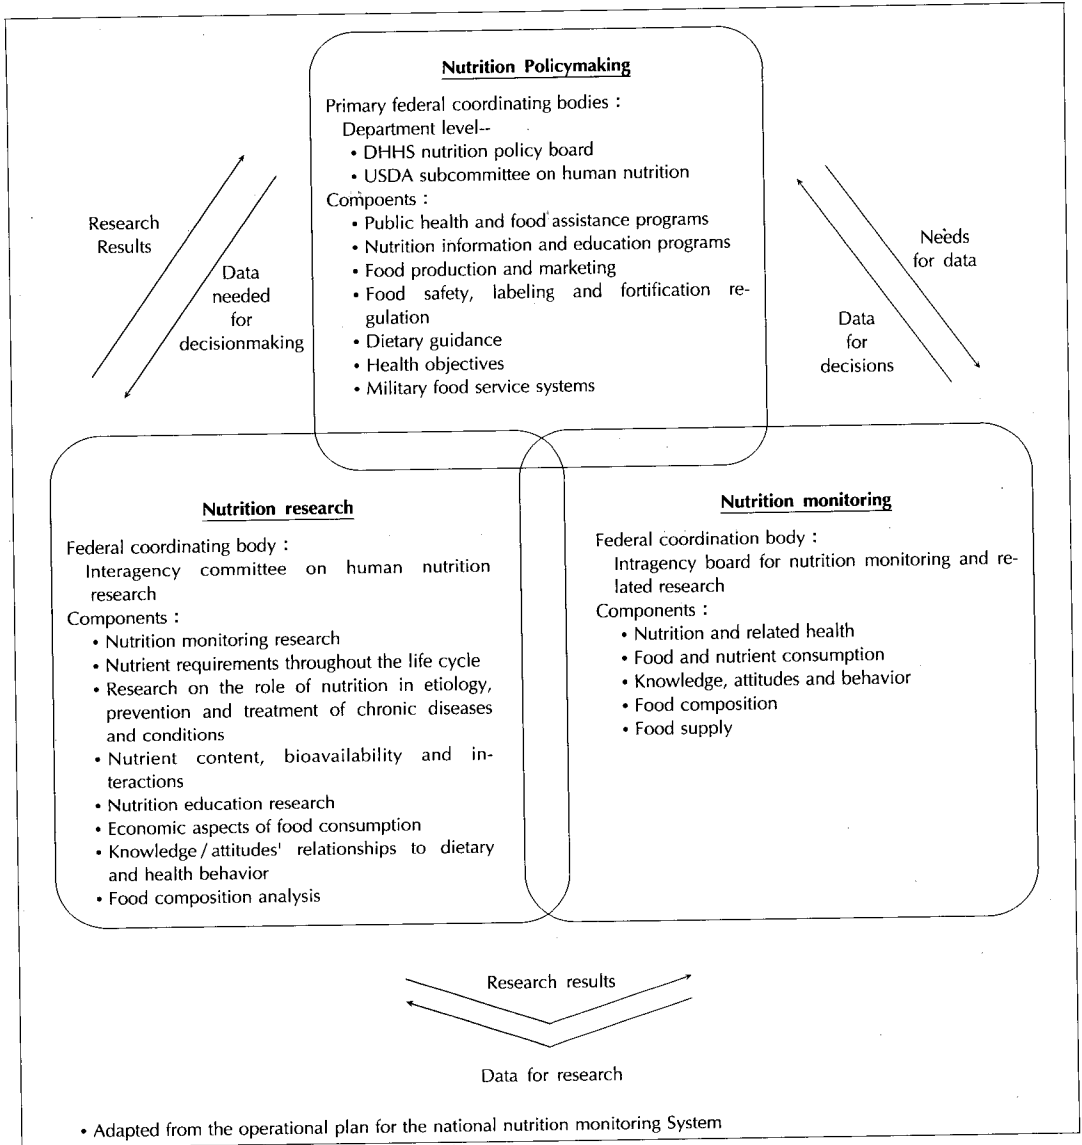 Nutrition Policymaking
Primary federal coordinating bodies :
Department level--
• DHHS nutrition policy board
• USDA subcommittee on human nutrition
Compoents :
• Public health and food assistance programs
• Nutrition information and education programs
• Food production and marketing
• Food safety, labeling and fortification re-
gulation
• Dietary guidance
• Health objectives
• Military food service systems
Research
Results
Data
needed
for
decisionmaking
Needs
for data
Data
for
decisions
Nutrition research
Federal coordinating body :
Interagency committee on human nutrition
research
Components :
• Nutrition monitoring research
• Nutrient requirements throughout the life cycle
• Research on the role of nutrition in etiology,
prevention and treatment of chronic diseases
and conditions
• Nutrient content, bioavailability and in-
teractions
• Nutrition education research
• Economic aspects of food consumption
• Knowledge / attitudes' relationships to dietary
and health behavior
• Food composition analysis
Nutrition monitoring
Federal coordination body :
Intragency board for nutrition monitoring and re-
lated research
Components :
• Nutrition and related health
• Food and nutrient consumption
• Knowledge, attitudes and behavior
• Food composition
• Food supply
Research results
Data for research
• Adapted from the operational plan for the national nutrition monitoring System